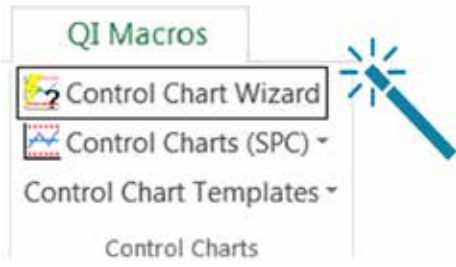 QI Macros
Control Chart Wizard
Control Charts (SPC)
Control Chart Templates
Control Charts